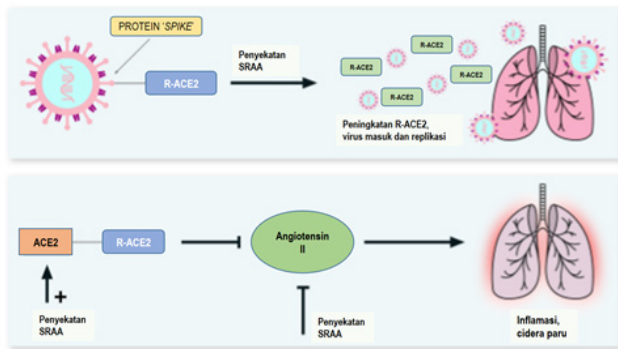 PROTEIN 'SPIKE'
R-ACE2
Penyekatan
SRAA
R-ACE2
R-ACE2
R-ACE2
R-ACE2
Peningkatan R-ACE2,
virus masuk dan replikasi
ACE2
R-ACE2
Angiotensin
II
Penyekatan
SRAA
+
Penyekatan
SRAA
Inflamasi,
cidera paru